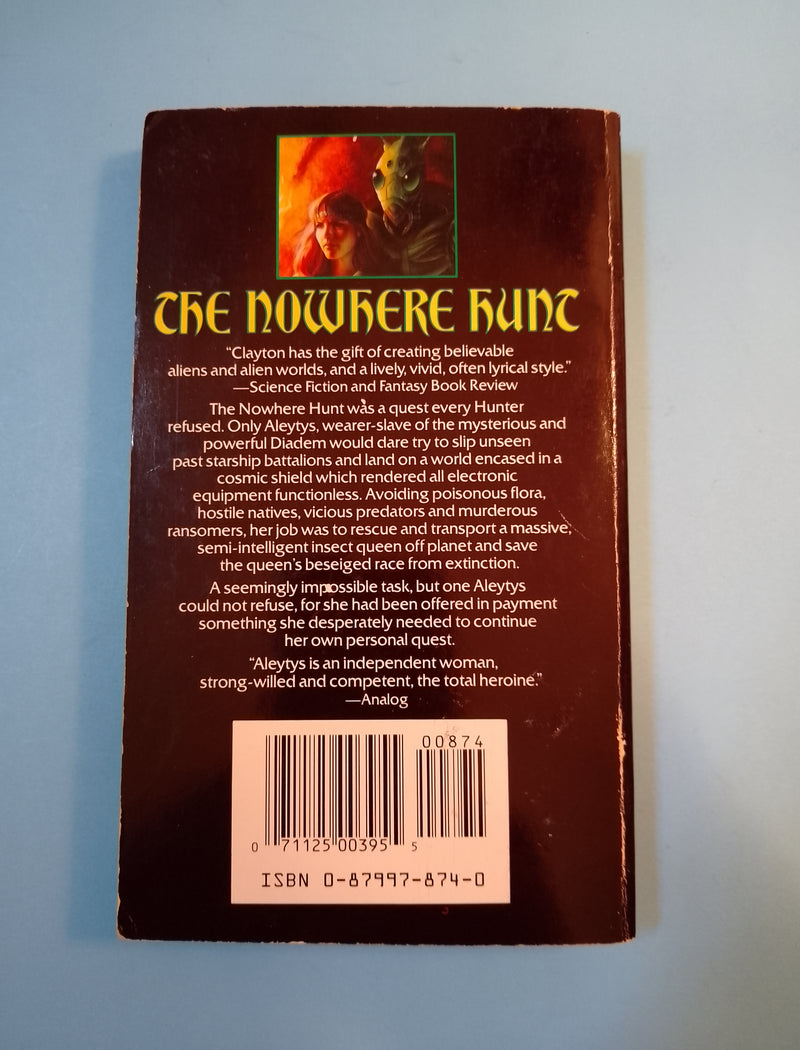 THE NOWHERE HUNT
“Clayton has the gift of creating believable
aliens and alien worlds, and a lively, vivid, often lyrical style.”
—Science Fiction and Fantasy Book Review
The Nowhere Hunt was a quest every Hunter
refused. Only Aleytys, wearer-slave of the mysterious and
powerful Diadem would dare try to slip unseen
past starship battalions and land on a world encased in a
cosmic shield which rendered all electronic
equipment functionless. Avoiding poisonous flora,
hostile natives, vicious predators and murderous
ransomers, her job was to rescue and transport a massive,
semi-intelligent insect queen off planet and save
the queen’s beseiged race from extinction.
A seemingly impossible task, but one Aleytys
could not refuse, for she had been offered in payment
something she desperately needed to continue
her own personal quest.
“Aleytys is an independent woman,
strong-willed and competent, the total heroine.”
—Analog
00874
0 71125 00395 5
ISBN 0-87997-874-0